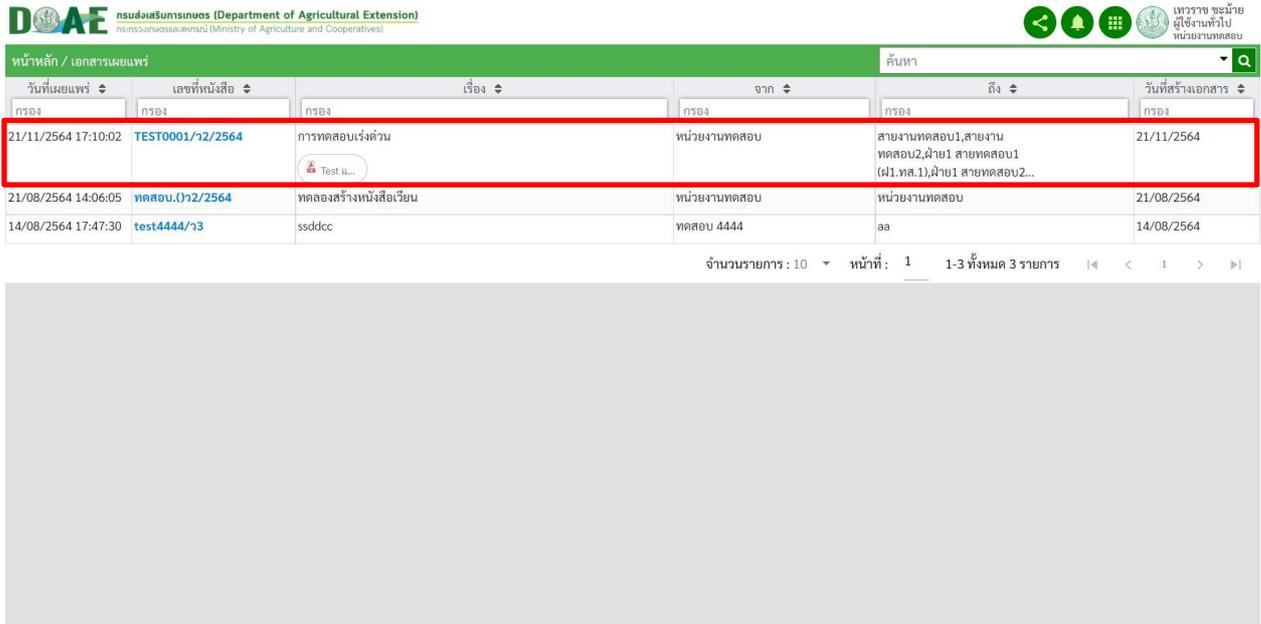 DOAE
กรมส่งเสริมการเกษตร (Department of Agricultural Extension)
กระทรวงเกษตรและสหกรณ์ (Ministry of Agriculture and Cooperatives)
เทวราช ชะม้าย
ผู้ใช้งานทั่วไป
หน่วยงานทดสอบ
หน้าหลัก / เอกสารเผยแพร่
ค้นหา
วันที่เผยแพร่ เลขที่หนังสือ เรื่อง จาก ถึง วันที่สร้างเอกสาร
กรอง กรอง กรอง กรอง กรอง กรอง
21/11/2564 17:10:02 TEST0001/ว2/2564 การทดสอบเร่งด่วน หน่วยงานทดสอบ สายงานทดสอบ1,สายงาน 21/11/2564
ทดสอบ2,ฝ่าย1 สายทดสอบ1
Test แ... (ฝ1.ทส.1),ฝ่าย1 สายทดสอบ2...
21/08/2564 14:06:05 ทดสอบ.()ว2/2564 ทดลองสร้างหนังสือเวียน หน่วยงานทดสอบ หน่วยงานทดสอบ 21/08/2564
14/08/2564 17:47:30 test4444/ว3 ssddcc ทดสอบ 4444 aa 14/08/2564
จำนวนรายการ : 10 หน้าที่ : 1 1-3 ทั้งหมด 3 รายการ 1